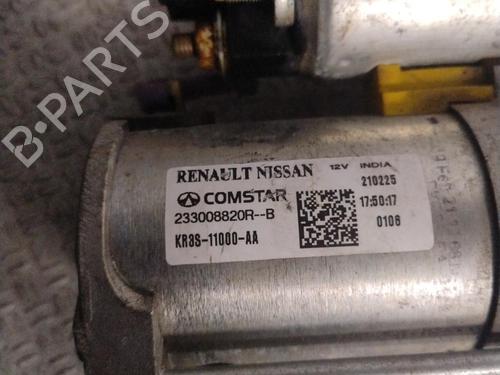 B-PARTS
RENAULT NISSAN 12V INDIA
COMSTAR 210225
233008820R--B 17:50:17
KR3S-11000-AA 0106